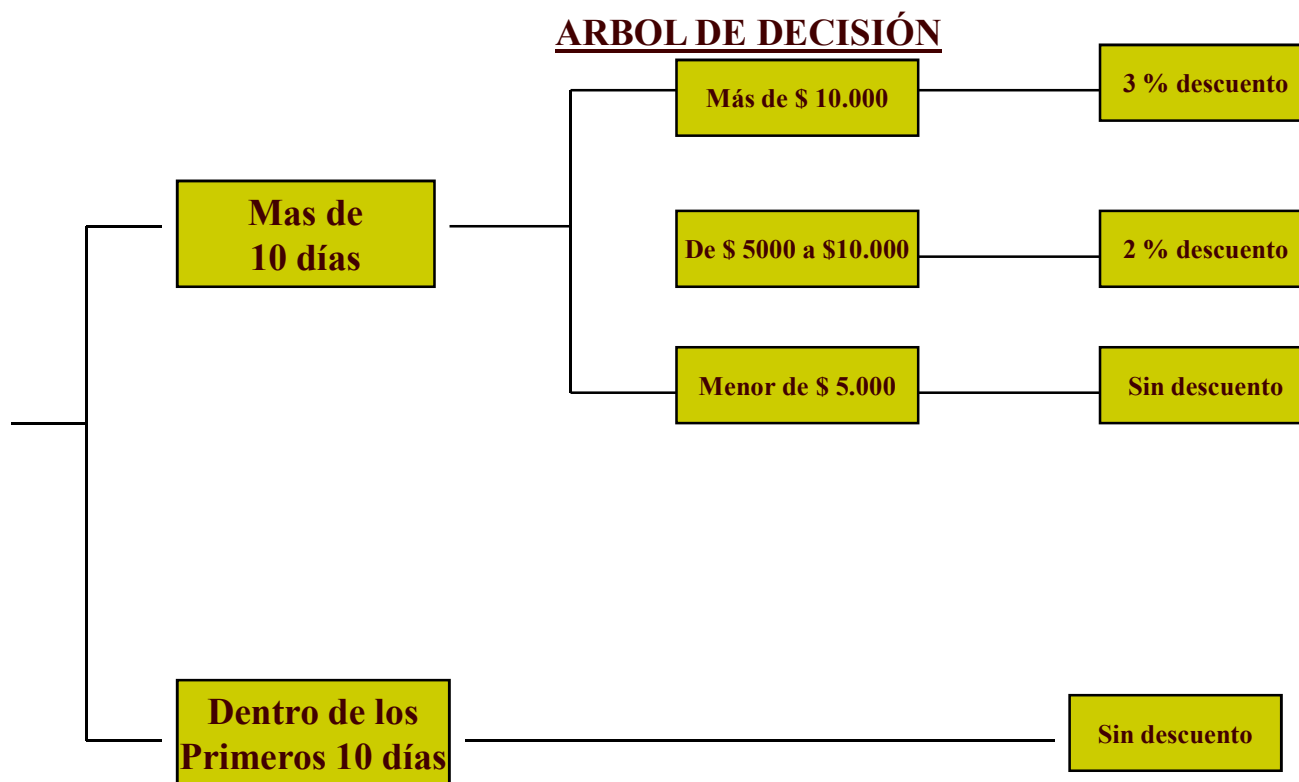 ARBOL DE DECISIÓN
Más de $ 10.000
3 % descuento
Mas de
10 días
De $ 5000 a $10.000
2 % descuento
Menor de $ 5.000
Sin descuento
Dentro de los
Primeros 10 días
Sin descuento